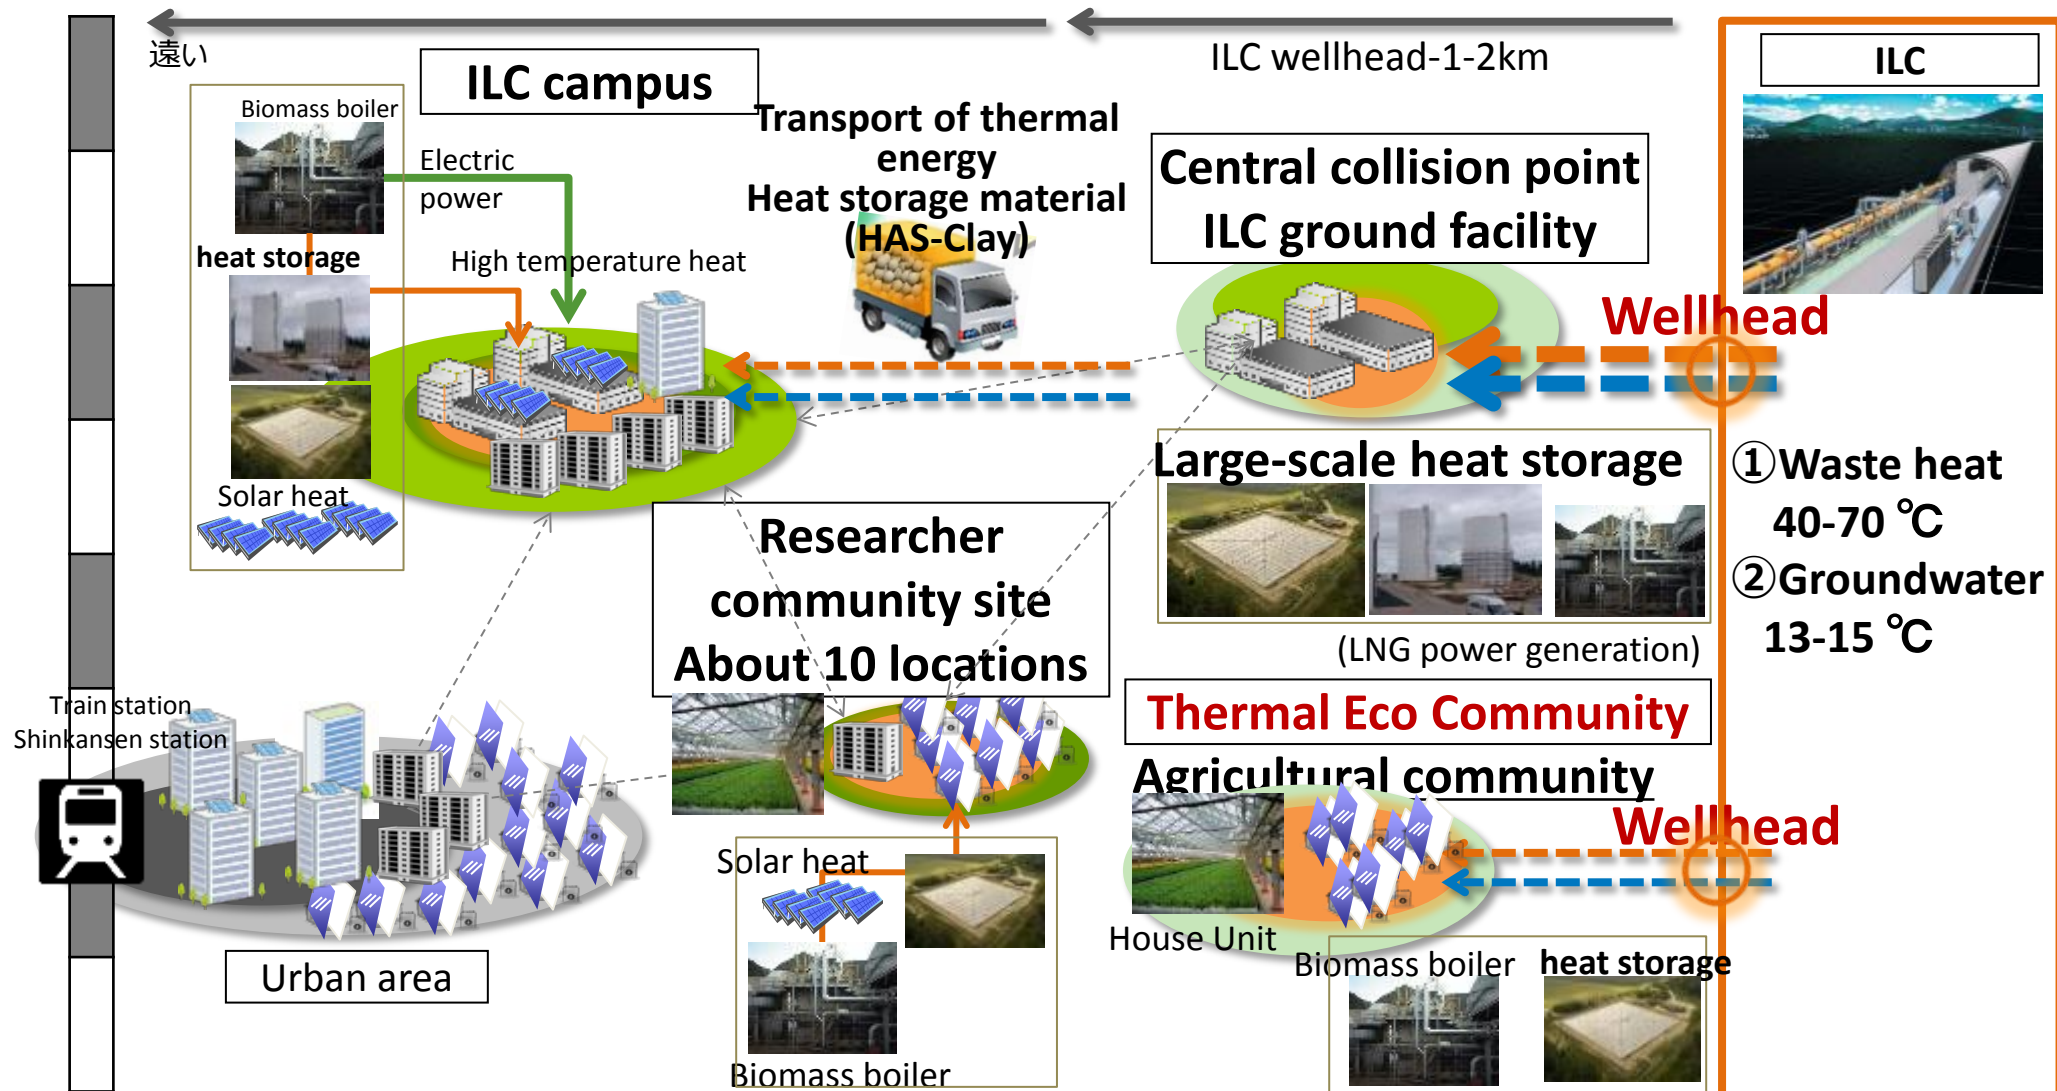 遠い
ILC wellhead-1-2km
ILC
ILC campus
Biomass boiler
Electric
power
heat storage
High temperature heat
Solar heat
Transport of thermal
energy
Heat storage material
(HAS-Clay)
Central collision point
ILC ground facility
Wellhead
Large-scale heat storage
(LNG power generation)
①Waste heat
40-70 ℃
②Groundwater
13-15 ℃
Researcher
community site
About 10 locations
Train station
Shinkansen station
Urban area
Solar heat
Biomass boiler
Thermal Eco Community
Agricultural community
Wellhead
House Unit
Biomass boiler
heat storage